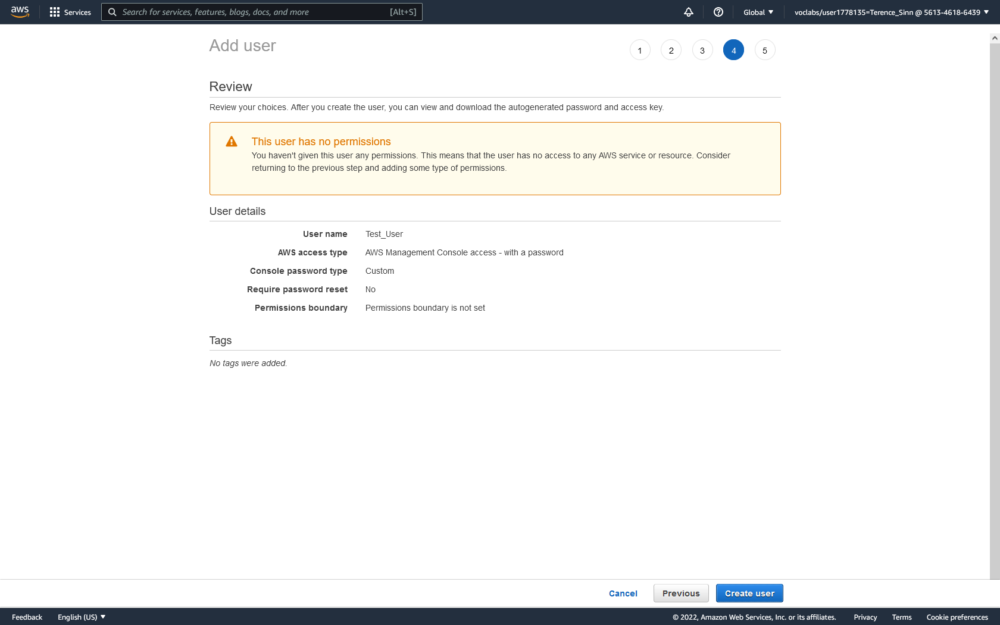 aws
Services
Search for services, features, blogs, docs, and more [Alt+S]
Global ▼
voclabs/user1778135=Terence_Sinn @ 5613-4618-6439 ▼
Add user
1 2 3 4 5
Review
Review your choices. After you create the user, you can view and download the autogenerated password and access key.
This user has no permissions
You haven't given this user any permissions. This means that the user has no access to any AWS service or resource. Consider
returning to the previous step and adding some type of permissions.
User details
User name Test_User
AWS access type AWS Management Console access - with a password
Console password type Custom
Require password reset No
Permissions boundary Permissions boundary is not set
Tags
No tags were added.
Cancel Previous Create user
Feedback English (US) ▼ © 2022, Amazon Web Services, Inc. or its affiliates. Privacy Terms Cookie preferences